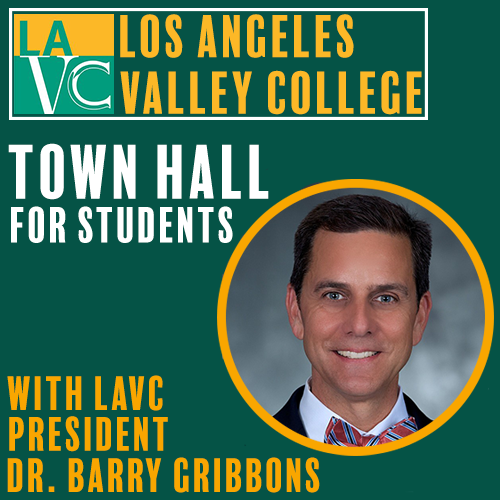 LA
VC
LOS ANGELES
VALLEY COLLEGE
TOWN HALL
FOR STUDENTS
WITH LAVC
PRESIDENT
DR. BARRY GRIBBONS